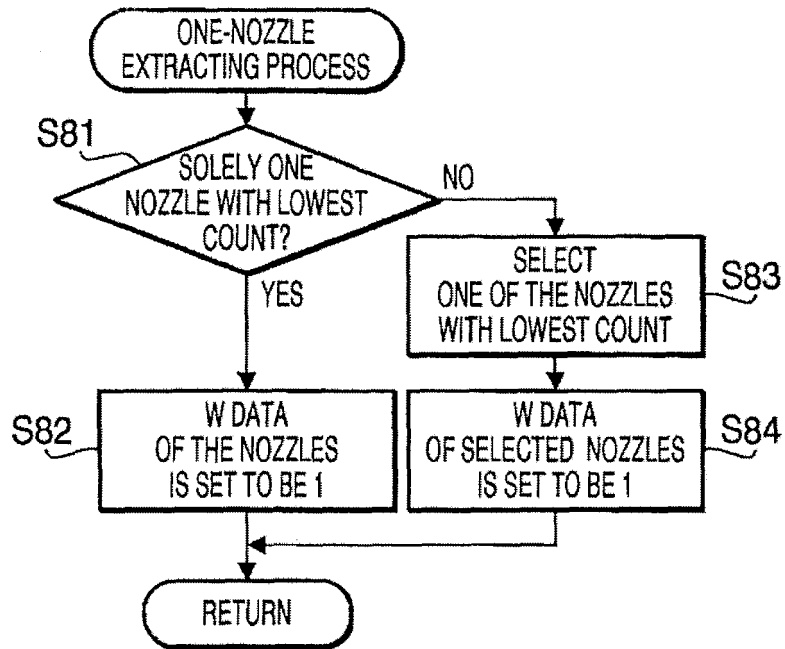 ONE-NOZZLE
EXTRACTING PROCESS
S81
SOLELY ONE
NOZZLE WITH LOWEST
COUNT?
NO
YES
SELECT
ONE OF THE NOZZLES
WITH LOWEST COUNT
S83
S82
W DATA
OF THE NOZZLES
IS SET TO BE 1
W DATA
OF SELECTED NOZZLES
IS SET TO BE 1
S84
RETURN